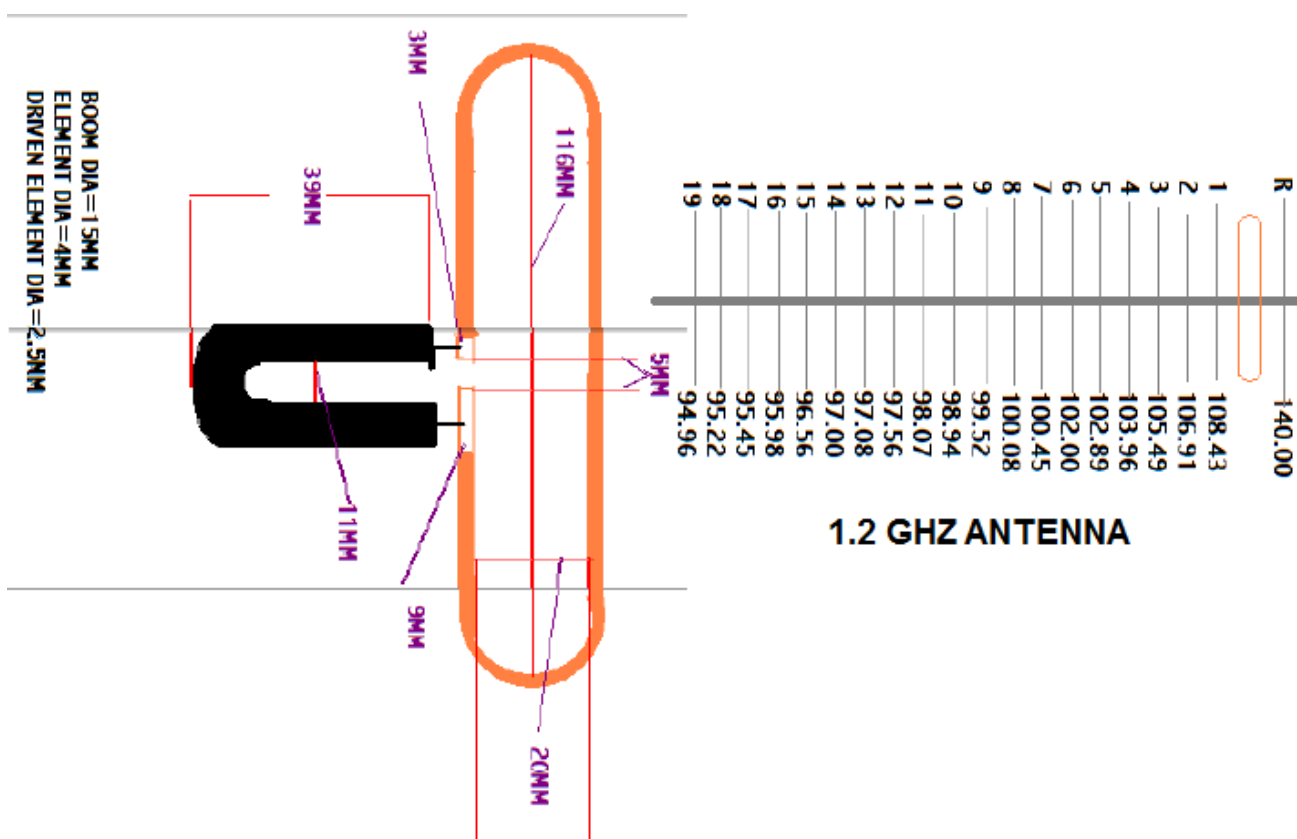 BOOM DIA=15MM
ELEMENT DIA=4MM
DRIVEN ELEMENT DIA=2.5MM
39MM
3MM
116MM
5MM
11MM
9MM
20MM
R 140.00
1 108.43
2 106.91
3 105.49
4 103.96
5 102.89
6 102.00
7 100.45
8 100.08
9 99.52
10 98.94
11 98.07
12 97.56
13 97.08
14 97.00
15 96.56
16 95.98
17 95.45
18 95.22
19 94.96
1.2 GHZ ANTENNA